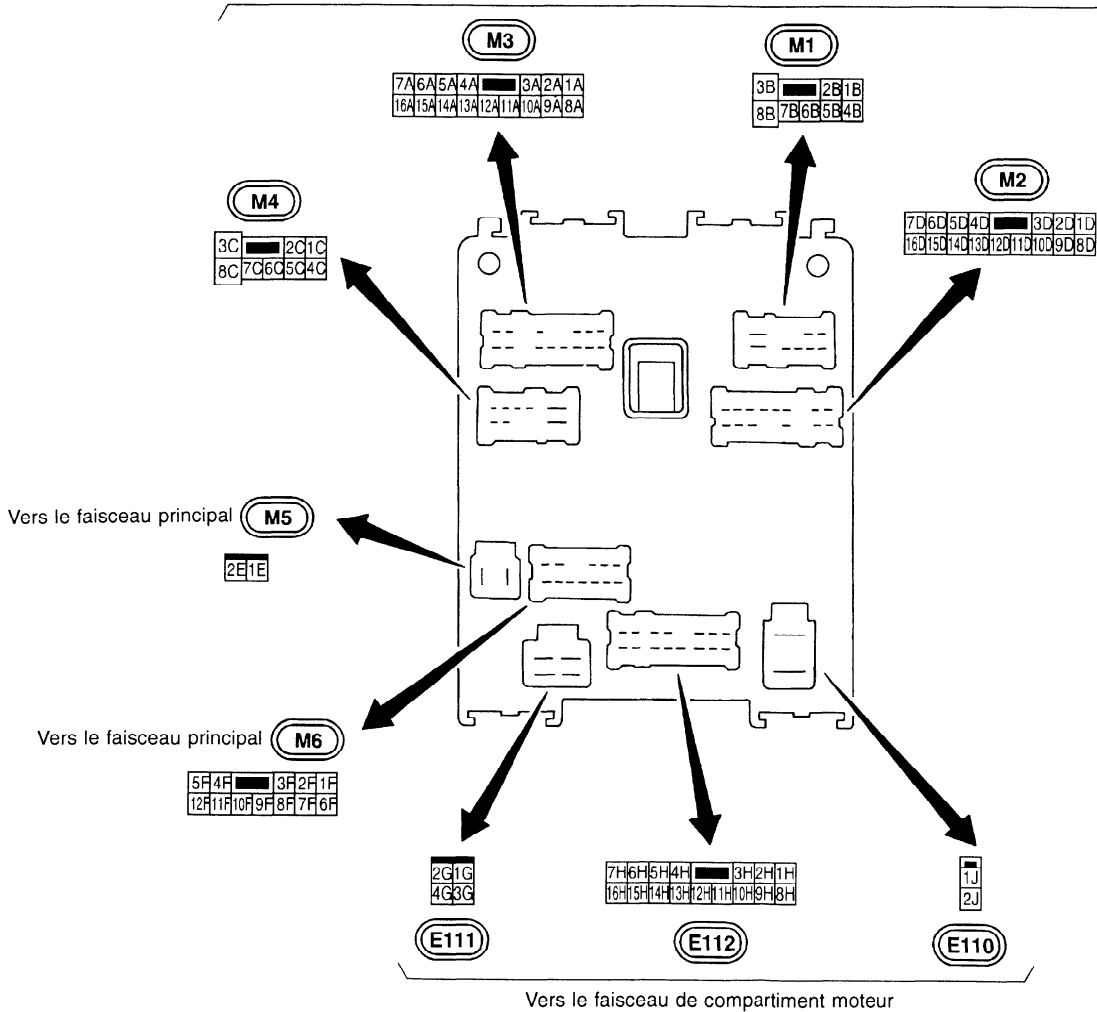 M3
7A 6A 5A 4A 3A 2A 1A
16A 15A 14A 13A 12A 11A 10A 9A 8A
M1
3B 2B 1B
8B 7B 6B 5B 4B
M4
3C 2C 1C
8C 7C 6C 5C 4C
M2
7D 6D 5D 4D 3D 2D 1D
16D 15D 14D 13D 12D 11D 10D 9D 8D
Vers le faisceau principal M5
2E 1E
Vers le faisceau principal M6
5F 4F 3F 2F 1F
12F 11F 10F 9F 8F 7F 6F
2G 1G
4G 3G
E111
7H 6H 5H 4H 3H 2H 1H
16H 15H 14H 13H 12H 11H 10H 9H 8H
E112
1J
2J
E110
Vers le faisceau de compartiment moteur